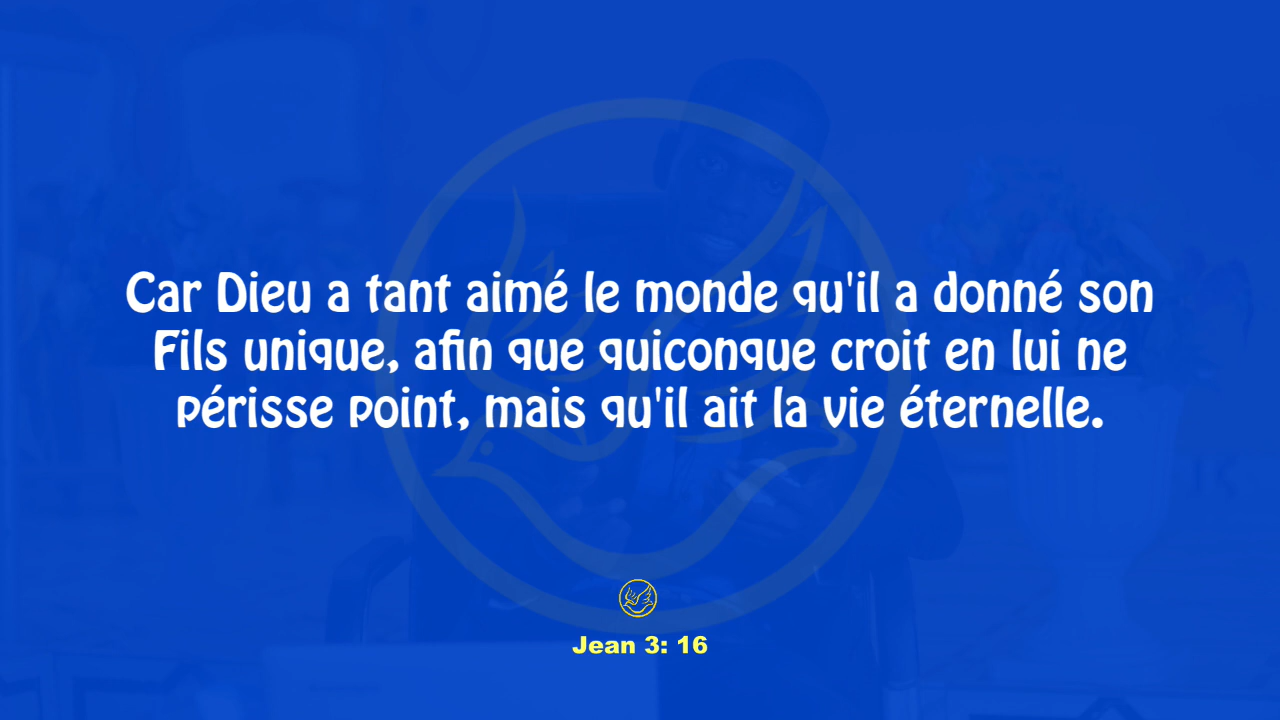 Car Dieu a tant aimé le monde qu'il a donné son
Fils unique, afin que quiconque croit en lui ne
périsse point, mais qu'il ait la vie éternelle.
Jean 3: 16